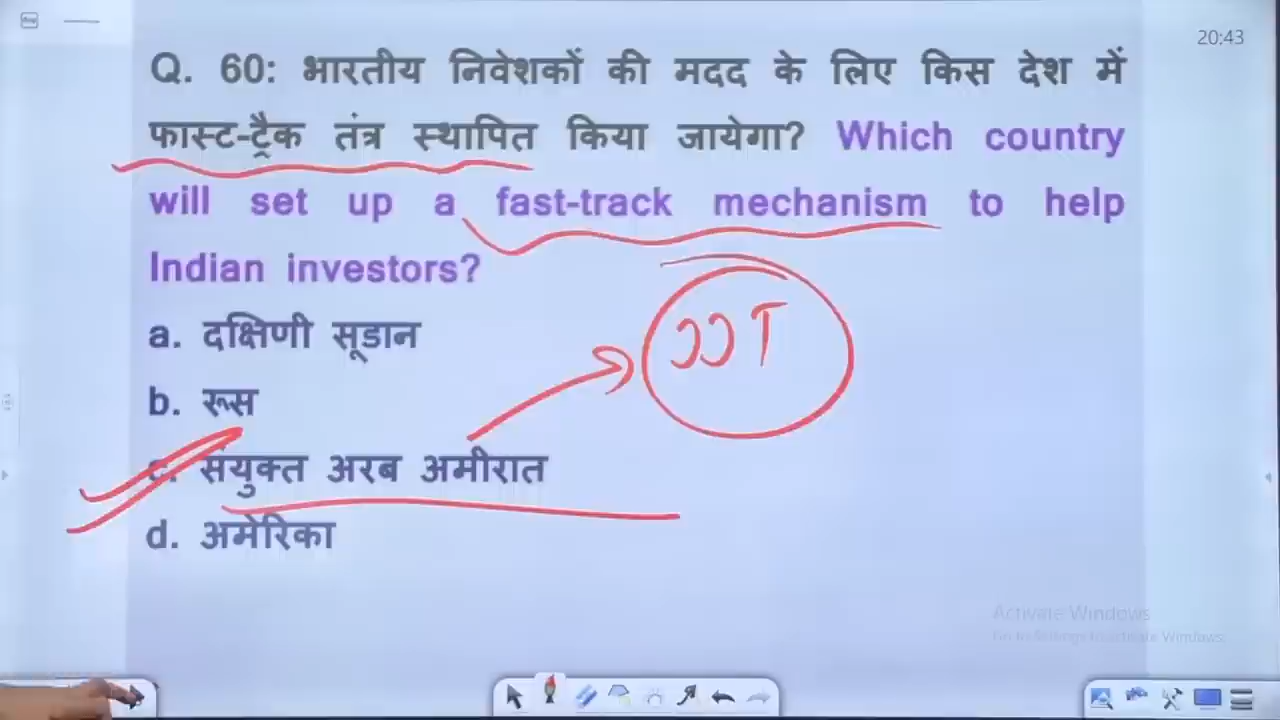 20:43
Q. 60: भारतीय निवेशकों की मदद के लिए किस देश में
फास्ट-ट्रैक तंत्र स्थापित किया जायेगा? Which country
will set up a fast-track mechanism to help
Indian investors?
a. दक्षिणी सूडान
b. रूस
c. संयुक्त अरब अमीरात
d. अमेरिका
Activate Windows
Go to Settings to activate Windows.